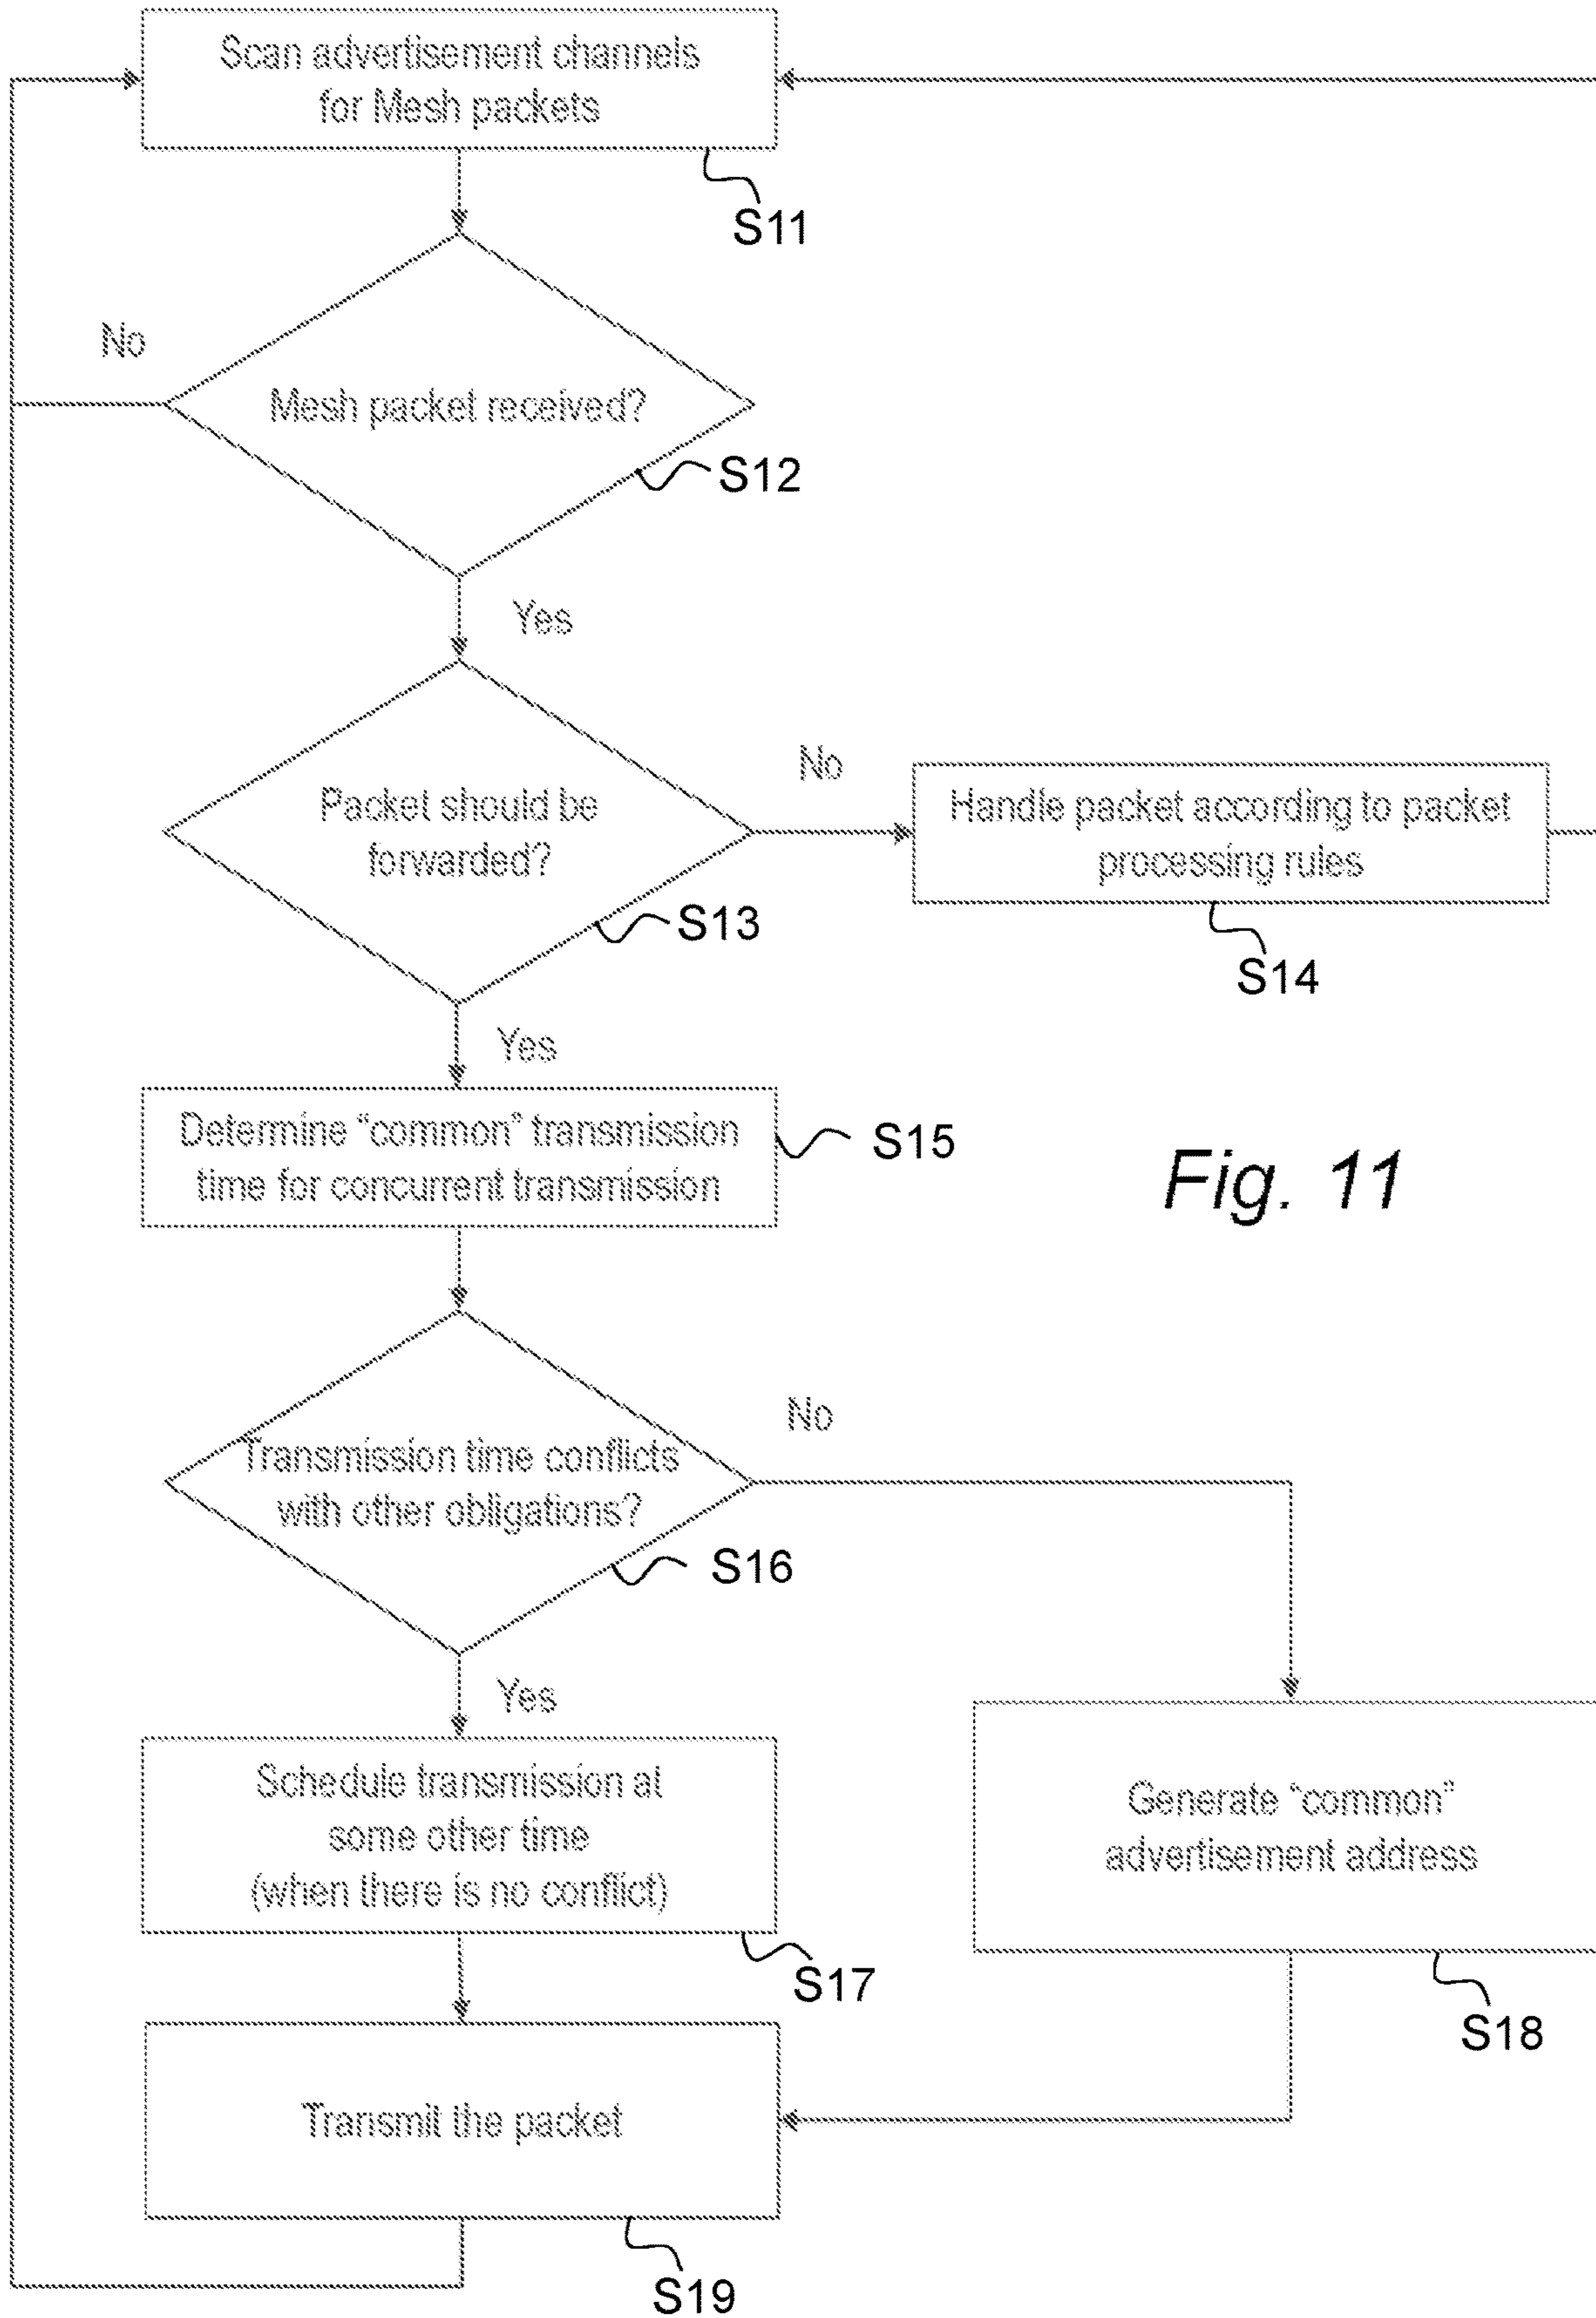 Scan advertisement channels
for Mesh packets
S11
No
Mesh packet received?
S12
Yes
Packet should be
forwarded?
S13
No
Handle packet according to packet
processing rules
S14
Yes
Determine “common” transmission
time for concurrent transmission
S15
Fig. 11
Transmission time conflicts
with other obligations?
S16
No
Yes
Schedule transmission at
some other time
(when there is no conflict)
S17
Generate “common”
advertisement address
S18
Transmit the packet
S19